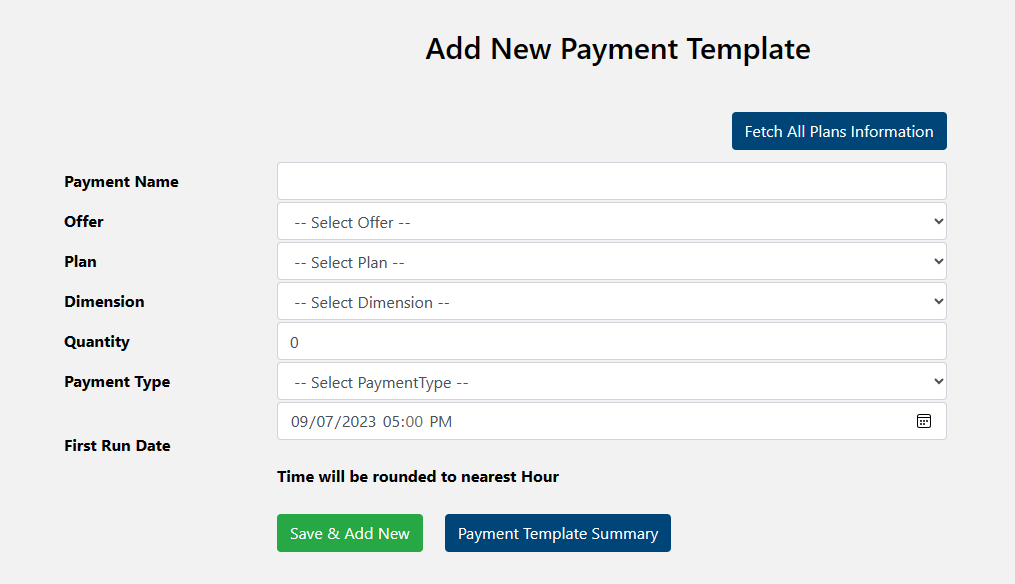 Add New Payment Template
Fetch All Plans Information
Payment Name
Offer
-- Select Offer --
Plan
-- Select Plan --
Dimension
-- Select Dimension --
Quantity
0
Payment Type
-- Select PaymentType --
09/07/2023 05:00 PM
First Run Date
Time will be rounded to nearest Hour
Save & Add New
Payment Template Summary